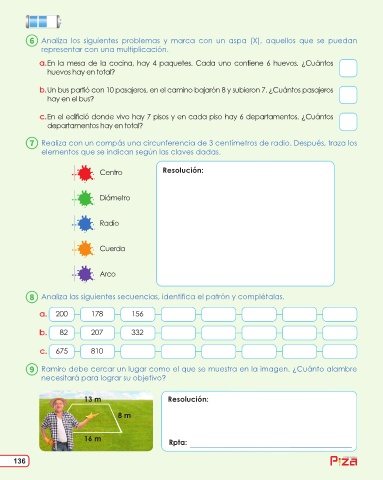 6 Analiza los siguientes problemas y marca con un aspa (X), aquellos que se puedan
representar con una multiplicación.
a. En la mesa de la cocina, hay 4 paquetes. Cada uno contiene 6 huevos. ¿Cuántos
huevos hay en total?
b. Un bus partió con 10 pasajeros, en el camino bajarón 8 y subieron 7. ¿Cuántos pasajeros
hay en el bus?
c. En el edifició donde vivo hay 7 pisos y en cada piso hay 6 departamentos. ¿Cuántos
departamentos hay en total?
7 Realiza con un compás una circunferencia de 3 centímetros de radio. Después, traza los
elementos que se indican según las claves dadas.
Centro
Resolución:
Diámetro
Radio
Cuerda
Arco
8 Analiza las siguientes secuencias, identifica el patrón y complétalas.
a. 200 178 156
b. 82 207 332
c. 675 810
9 Ramiro debe cercar un lugar como el que se muestra en la imagen. ¿Cuánto alambre
necesitará para lograr su objetivo?
13 m
8 m
16 m
Resolución:
Rpta:
136